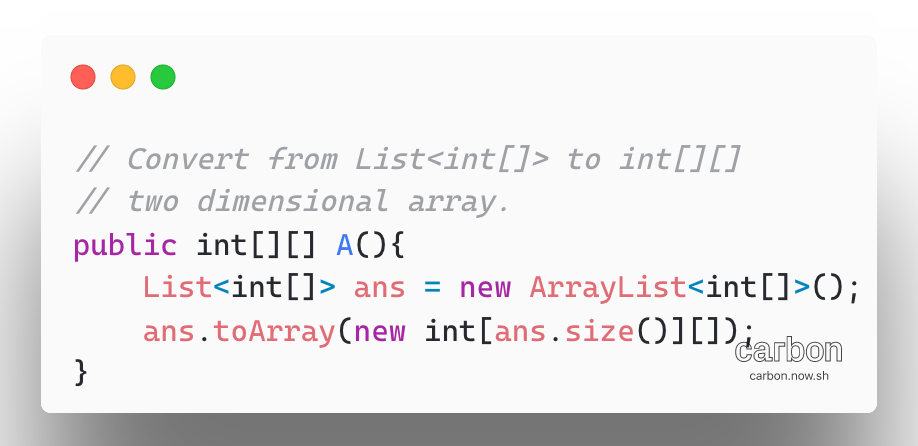 // Convert from List<int[]> to int[][]
// two dimensional array.
public int[][] A(){
    List<int[]> ans = new ArrayList<int[]>();
    ans.toArray(new int[ans.size()][]);
}
carbon
carbon.now.sh